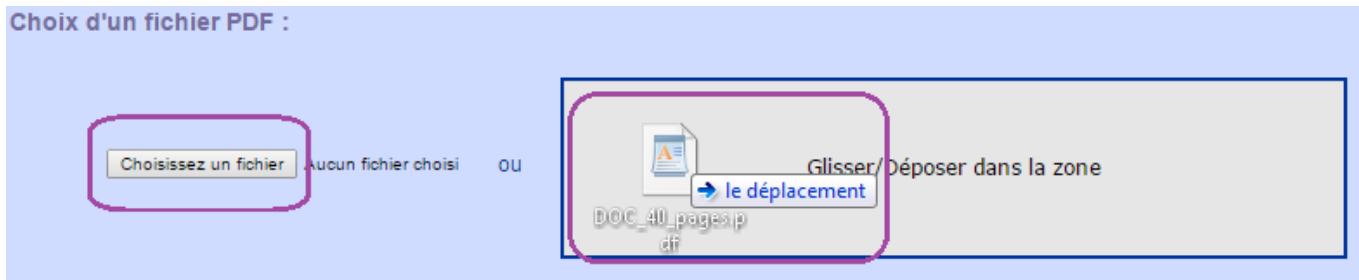 Choix d'un fichier PDF :
Choisissez un fichier Aucun fichier choisi ou Glisser/Déposer dans la zone
le déplacement
DOC_40_pages.p
df